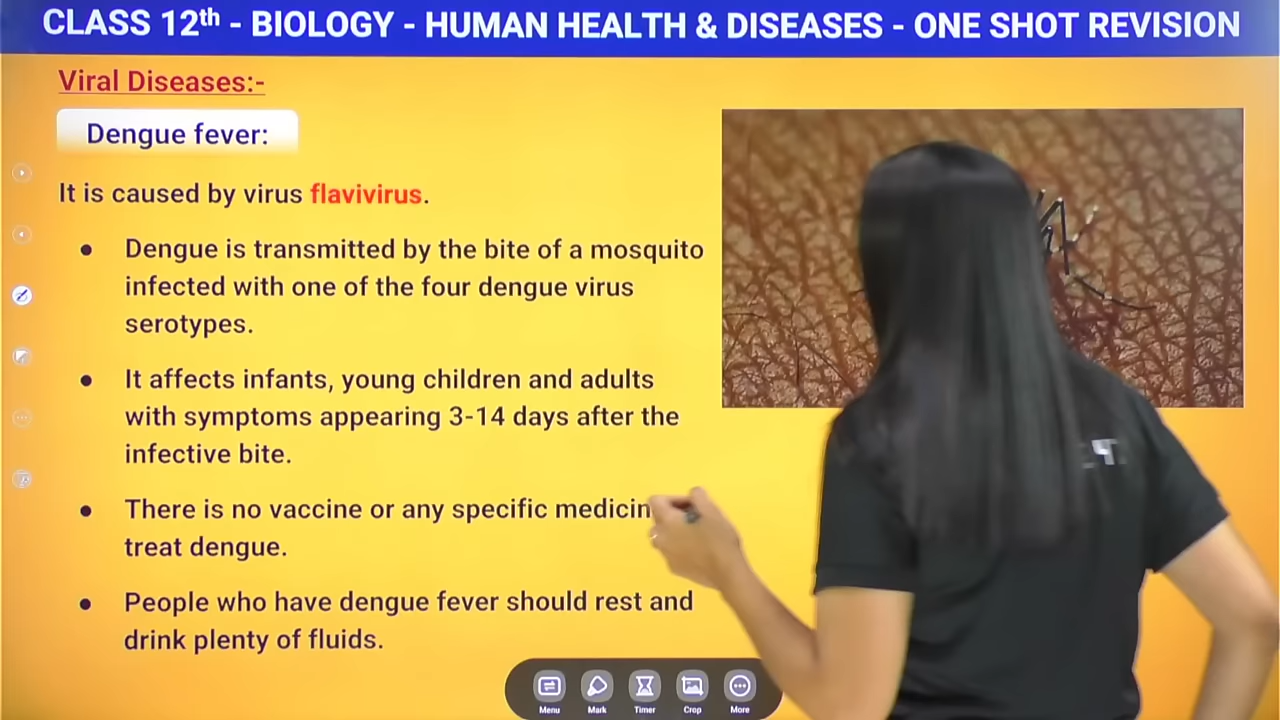 CLASS 12th - BIOLOGY - HUMAN HEALTH & DISEASES - ONE SHOT REVISION
Viral Diseases:-
Dengue fever:
It is caused by virus flavivirus.
● Dengue is transmitted by the bite of a mosquito
infected with one of the four dengue virus
serotypes.
● It affects infants, young children and adults
with symptoms appearing 3-14 days after the
infective bite.
● There is no vaccine or any specific
treat dengue.
● People who have dengue fever should rest and
drink plenty of fluids.
Menu
Mark
Timer
Crop
More